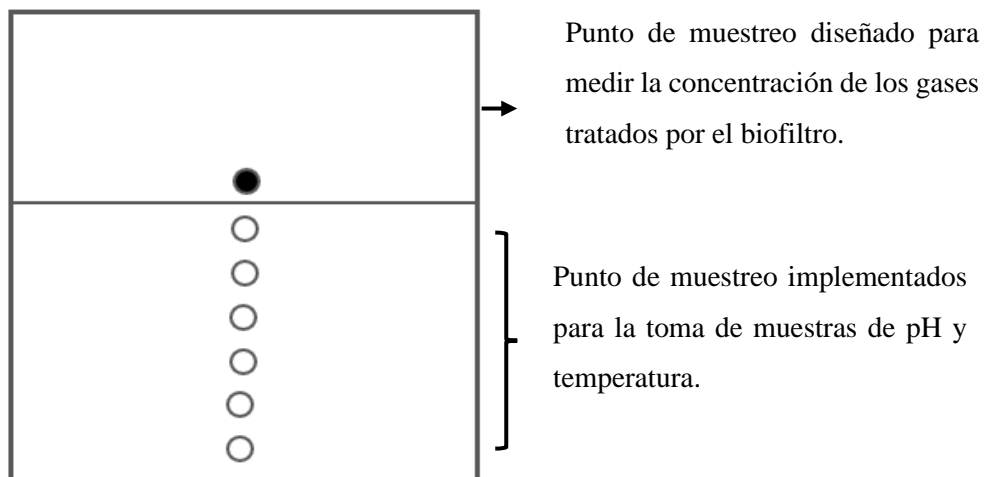 Punto de muestreo diseñado para
medir la concentración de los gases
tratados por el biofiltro.
Punto de muestreo implementados
para la toma de muestras de pH y
temperatura.